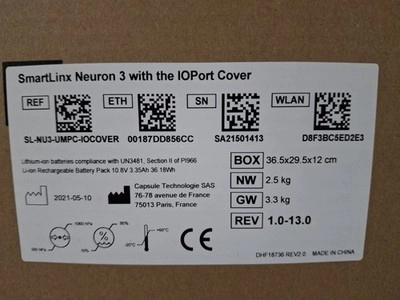 SmartLinx Neuron 3 with the IOPort Cover
REF ETH SN WLAN
SL-NU3-UMPC-IOCOVER 00187DD856CC SA21501413 D8F3BC5ED2E3
Lithium-ion batteries compliance with UN3481, Section II of PI966
Li-ion Rechargeable Battery Pack 10.8V 3.35Ah 36.18Wh
BOX 36.5x29.5x12 cm
NW 2.5 kg
GW 3.3 kg
REV 1.0-13.0
2021-05-10
Capsule Technologie SAS
76-78 avenue de France
75013 Paris, France
CE
DHF18736 REV2.0 MADE IN CHINA